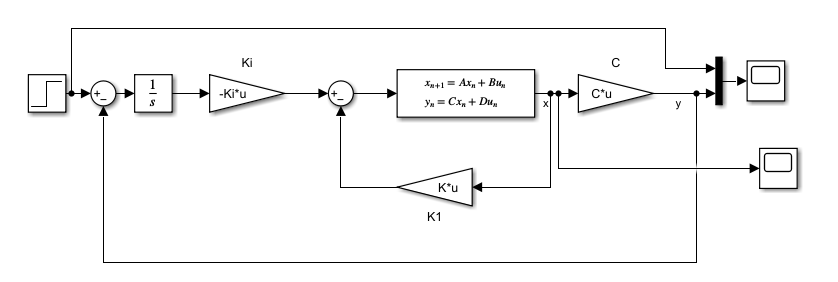 Ki
C
+
−
1
s
-Ki*u
+
−
xn+1 = Axn + Bun
yn = Cxn + Dun
x
C*u
y
K*u
K1